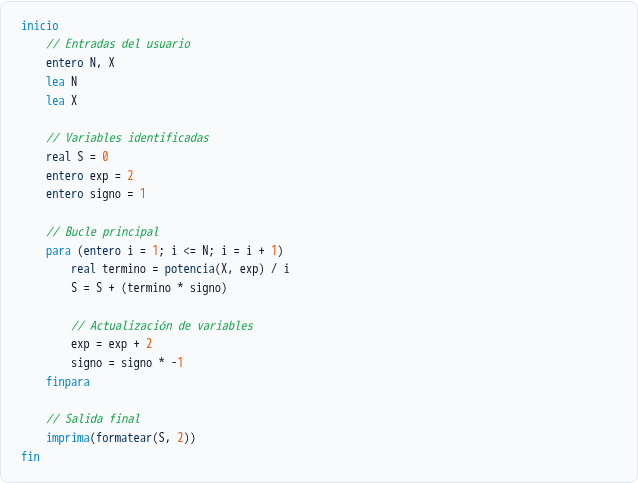 inicio
// Entradas del usuario
entero N, X
lea N
lea X
// Variables identificadas
real S = 0
entero exp = 2
entero signo = 1
// Bucle principal
para (entero i = 1; i <= N; i = i + 1)
real termino = potencia(X, exp) / i
S = S + (termino * signo)
// Actualización de variables
exp = exp + 2
signo = signo * -1
finpara
// Salida final
imprima(formatear(S, 2))
fin